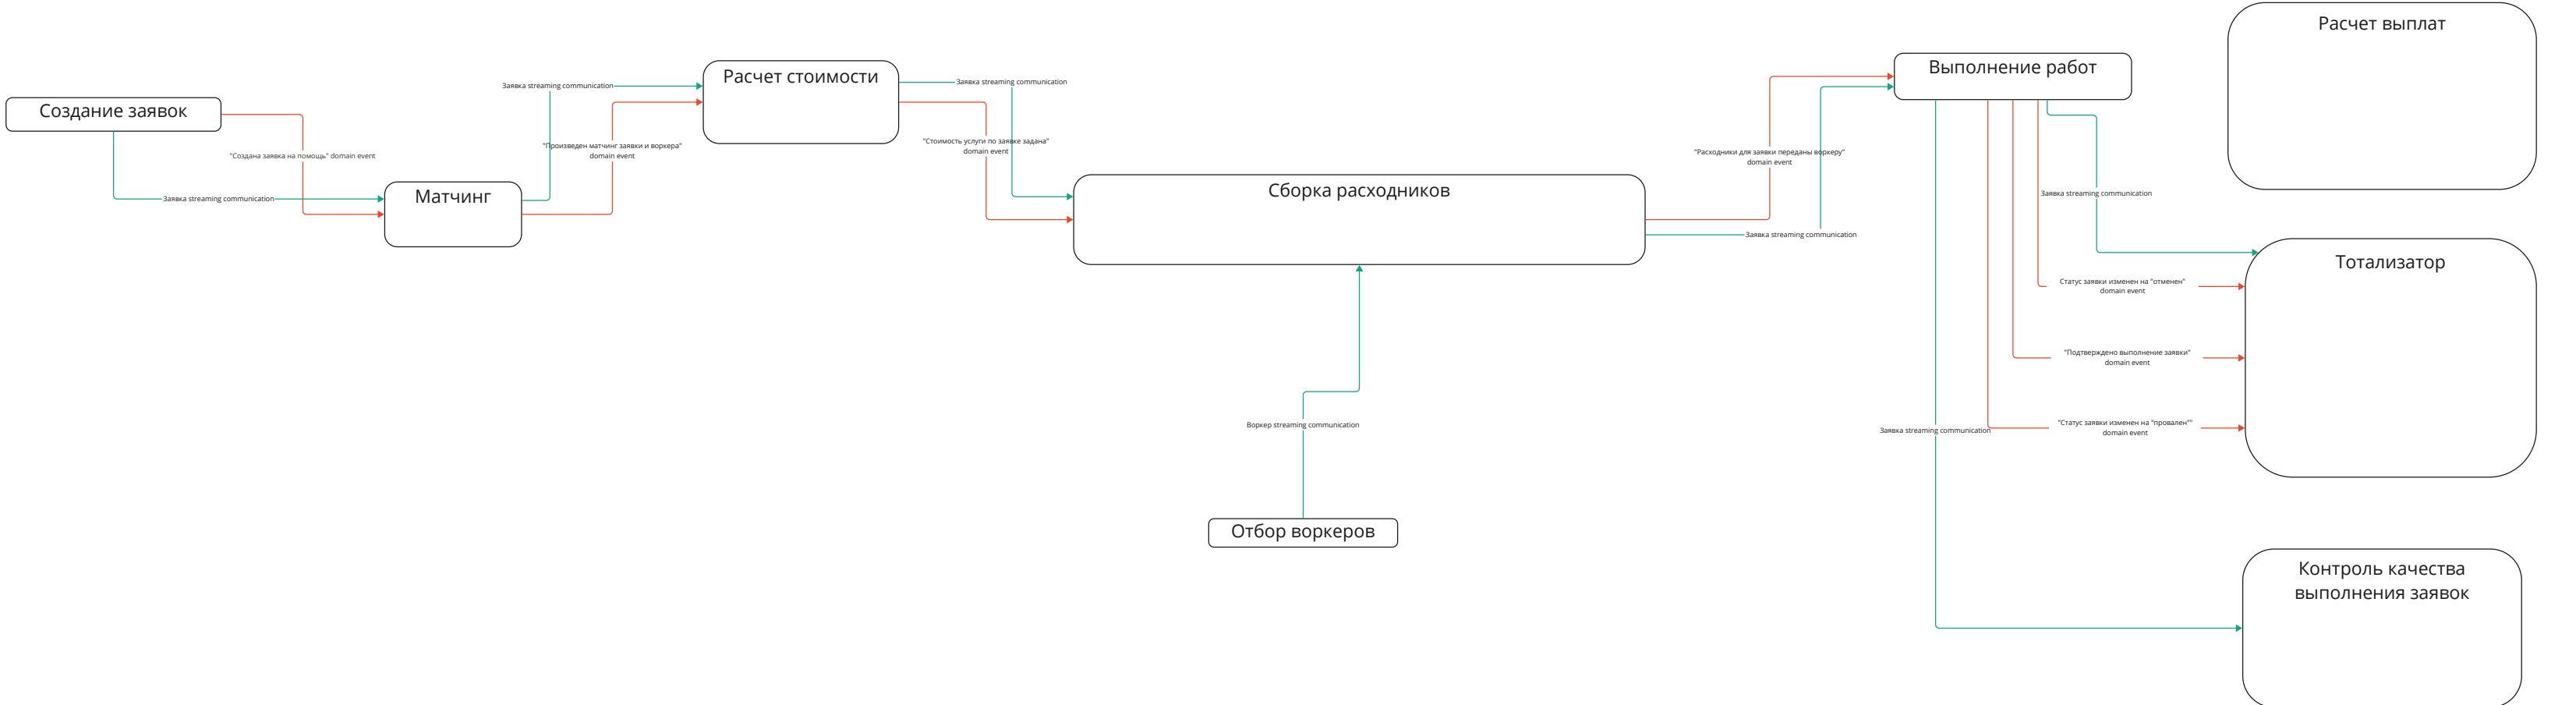 Расчет выплат
Выполнение работ
Расчет стоимости
Заявка streaming communication
Заявка streaming communication
Создание заявок
"Создана заявка на помощь" domain event
"Произведен матчинг заявки и воркера"
domain event
"Стоимость услуги по заявке задана"
domain event
"Расходники для заявки переданы воркеру"
domain event
Матчинг
Заявка streaming communication
Сборка расходников
Заявка streaming communication
Заявка streaming communication
Тотализатор
Статус заявки изменен на "отменен"
domain event
"Подтверждено выполнение заявки"
domain event
"Статус заявки изменен на "провален""
domain event
Воркер streaming communication
Заявка streaming communication
Отбор воркеров
Контроль качества
выполнения заявок